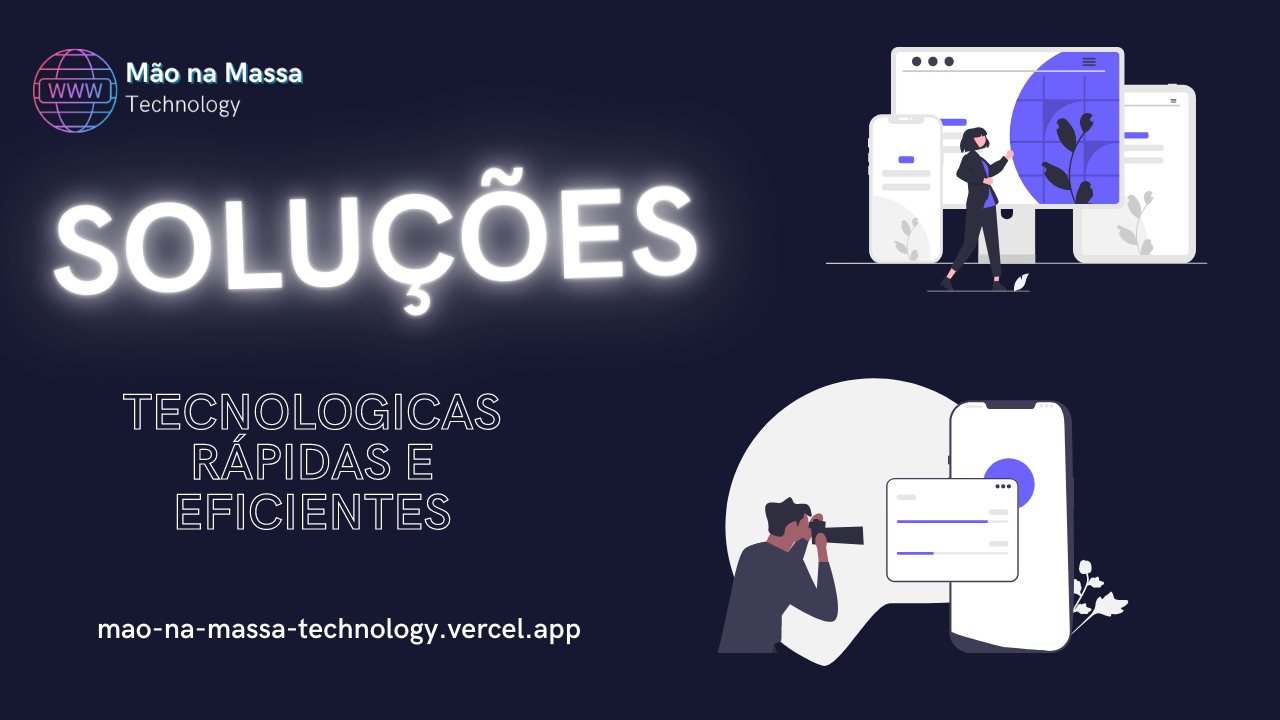 WWW
Mão na Massa
Technology
SOLUÇÕES
TECNOLOGICAS
RÁPIDAS E
EFICIENTES
mao-na-massa-technology.vercel.app